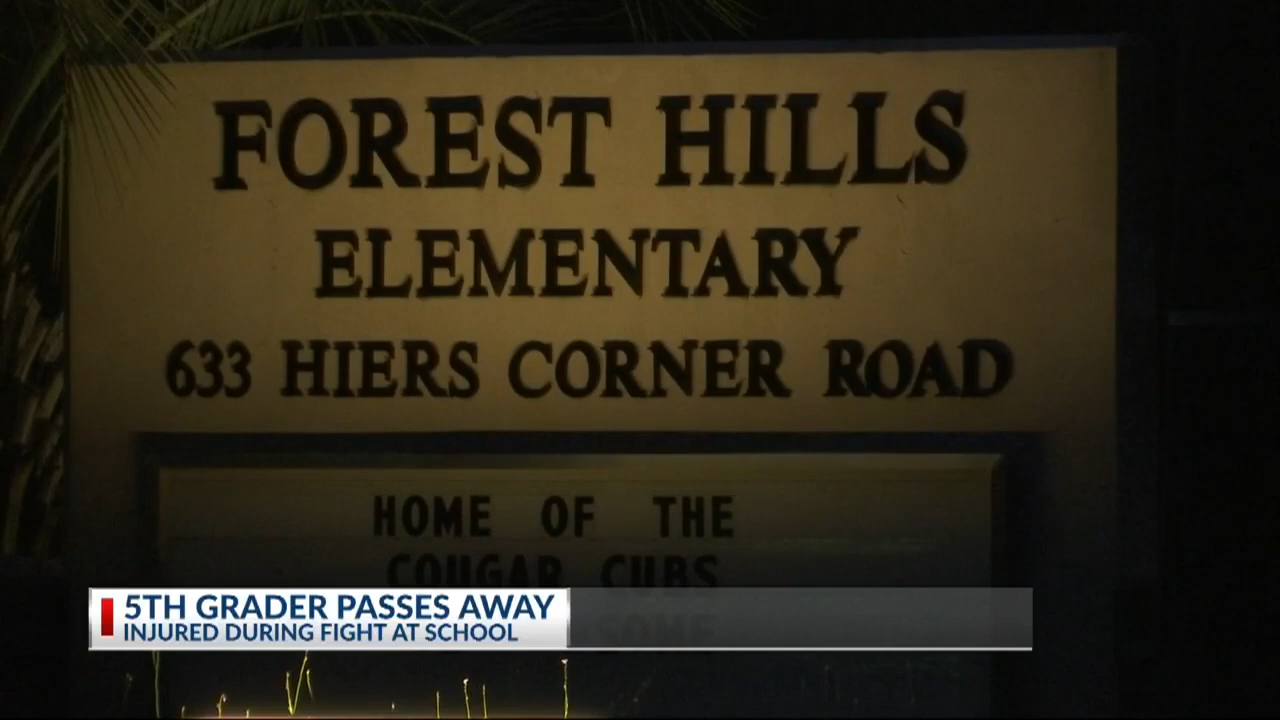 FOREST HILLS
ELEMENTARY
633 HIERS CORNER ROAD
HOME OF THE
COUGAR CUBS
SOME
5TH GRADER PASSES AWAY
INJURED DURING FIGHT AT SCHOOL